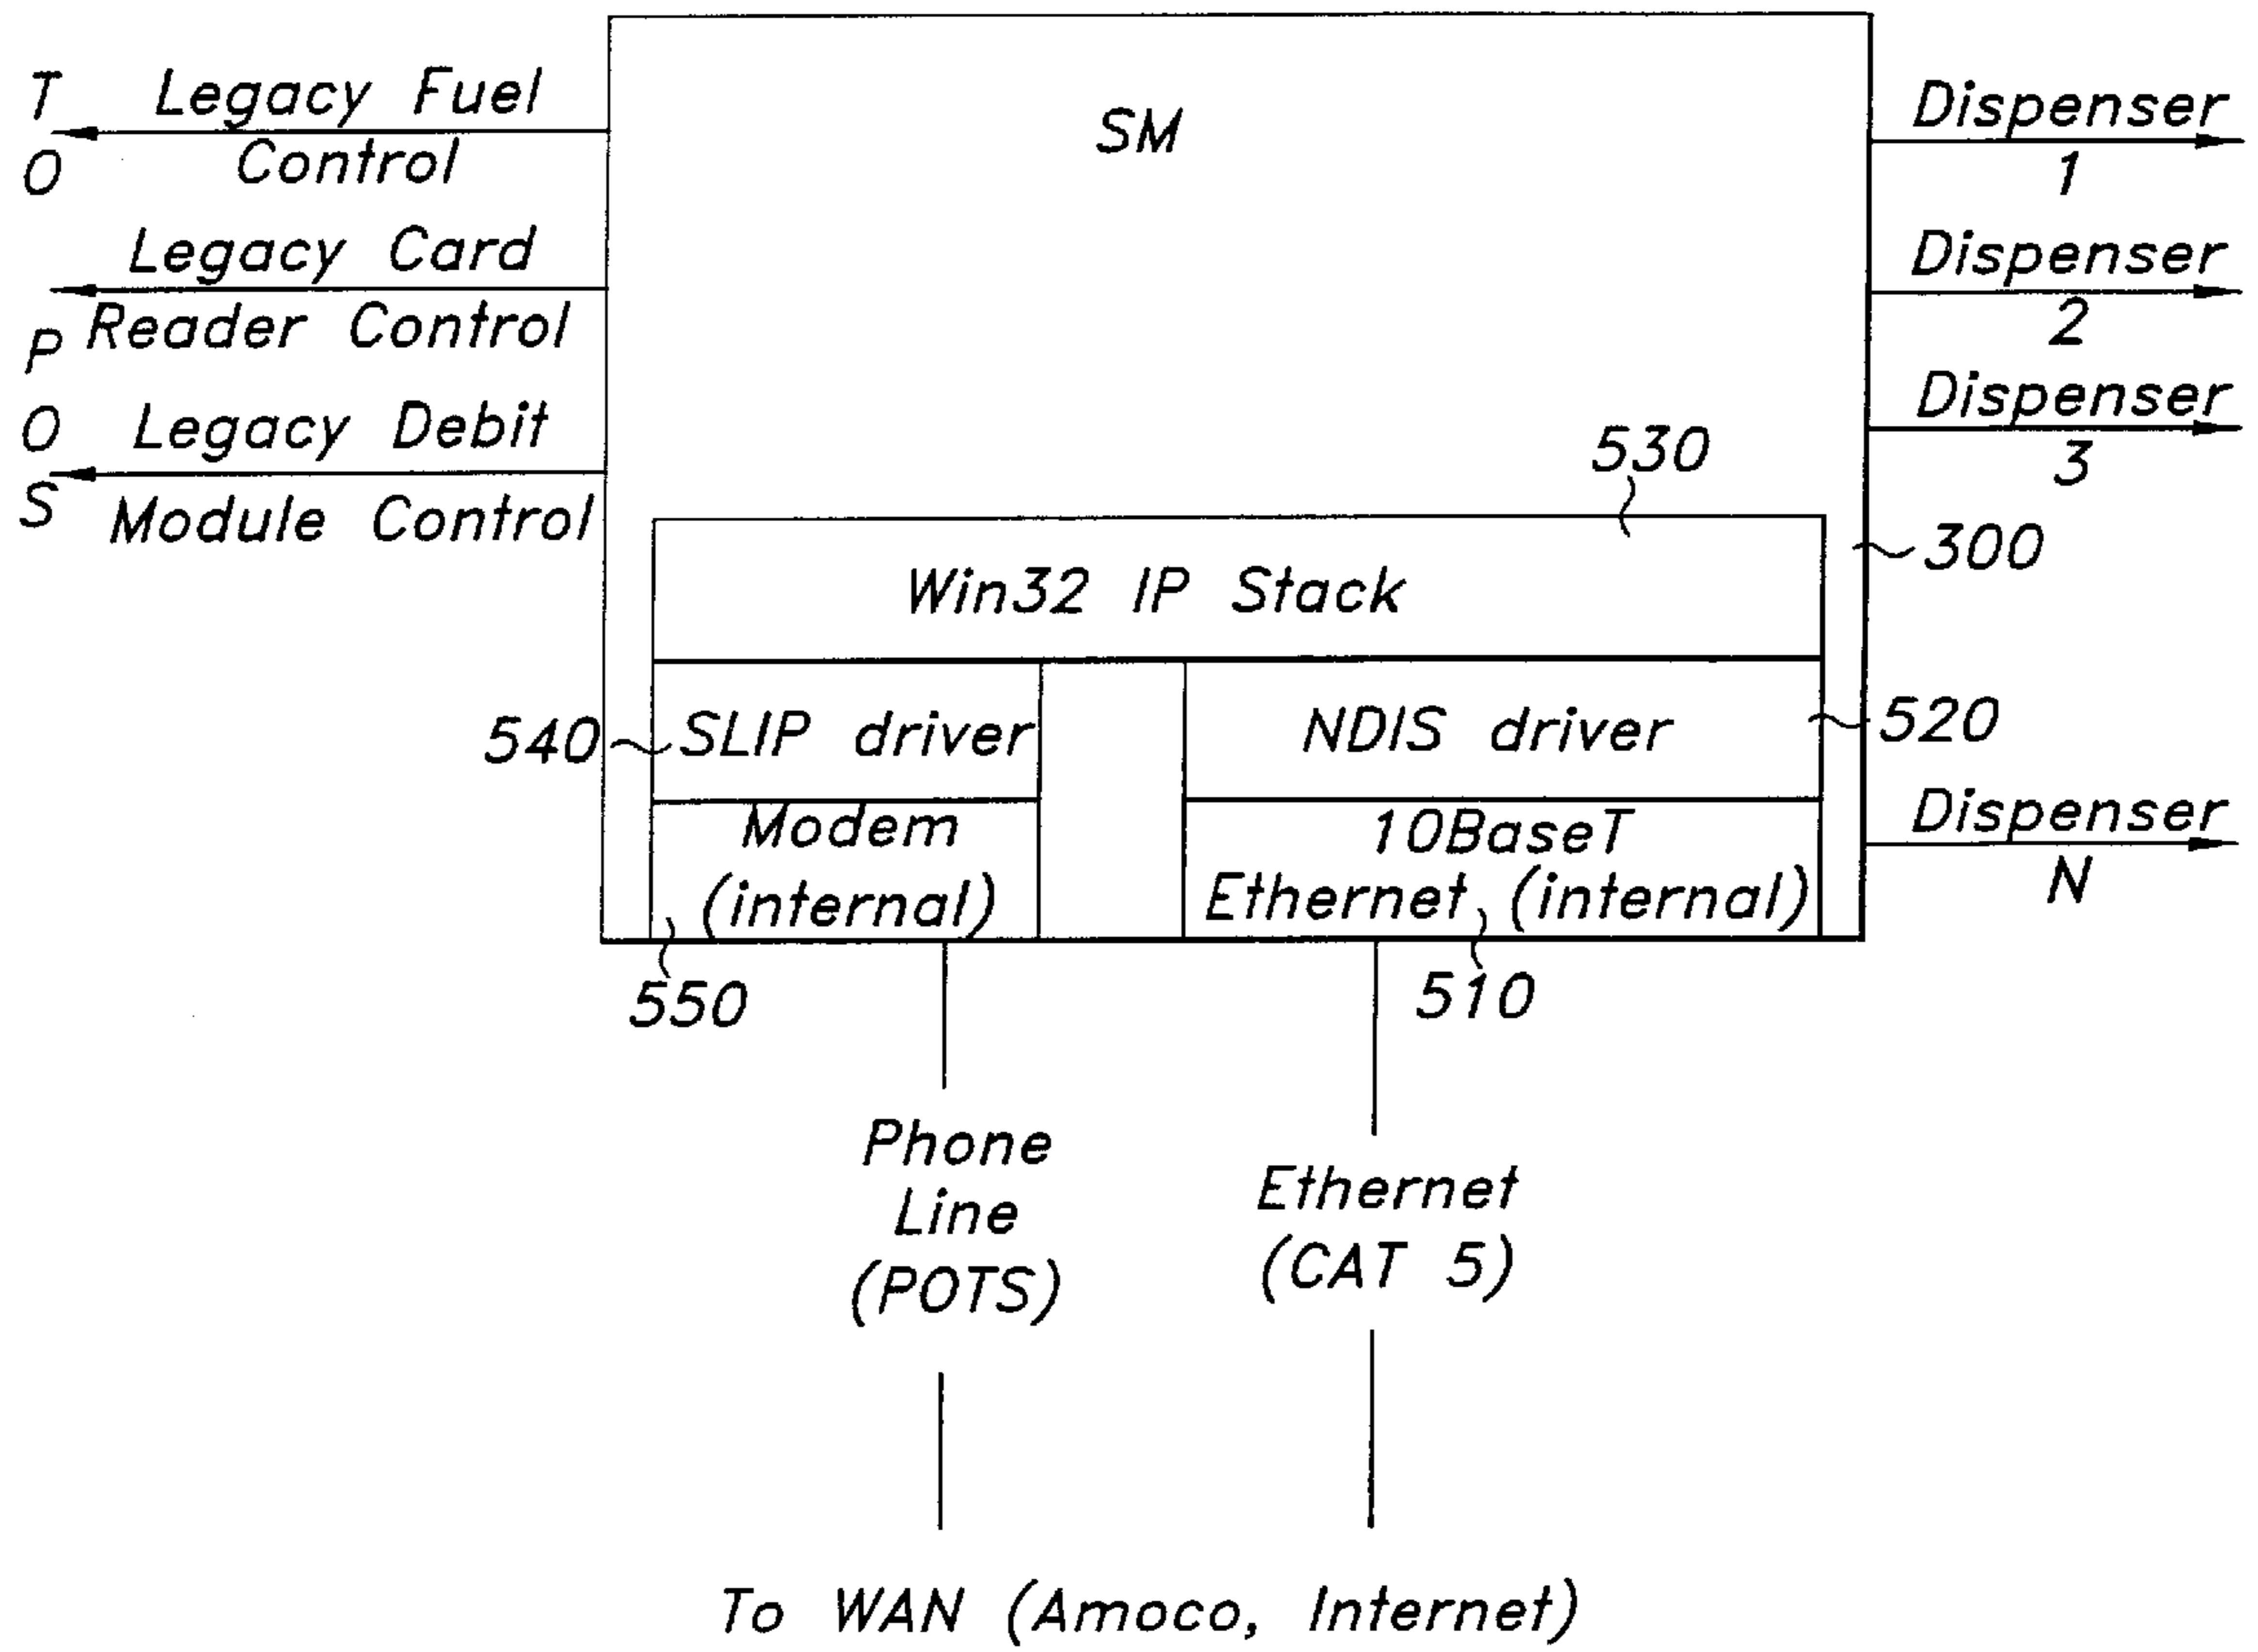 TO POS
Legacy Fuel
Control
Legacy Card
Reader Control
Legacy Debit
Module Control
SM
Dispenser
1
Dispenser
2
Dispenser
3
530
300
Win32 IP Stack
540
SLIP driver
NDIS driver
520
Modem
(internal)
10BaseT
Ethernet (internal)
Dispenser
N
550
510
Phone
Line
(POTS)
Ethernet
(CAT 5)
To WAN (Amoco, Internet)